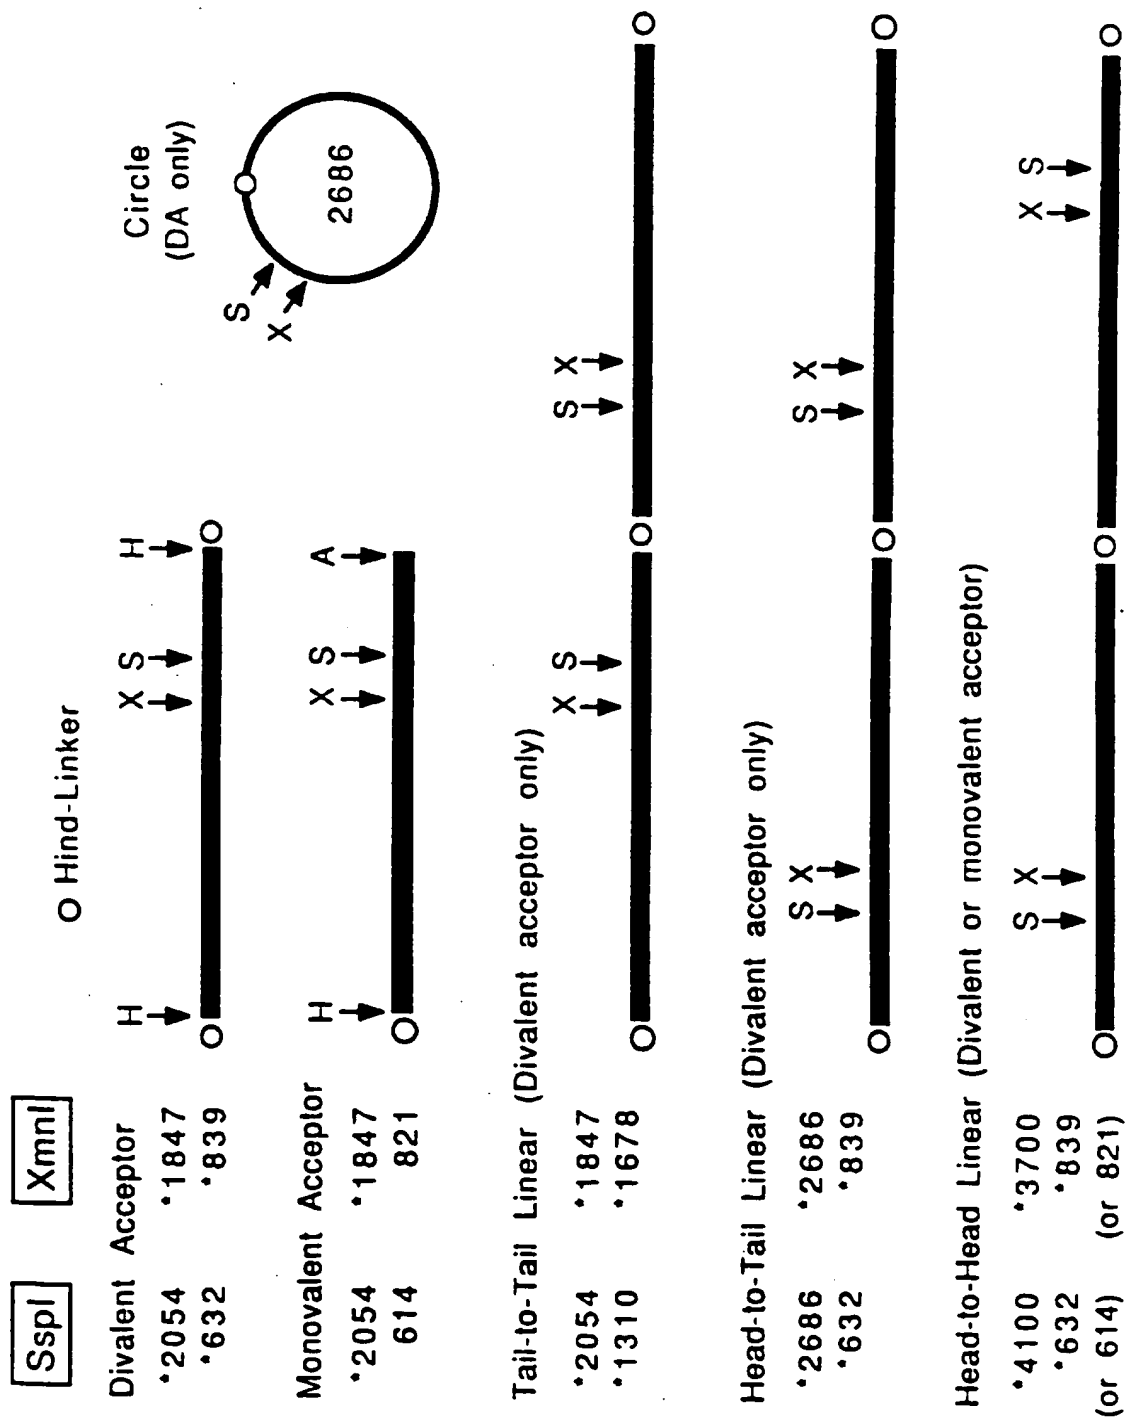 SspI XmnI
O Hind-Linker
Circle
(DA only)
2686
S
X
Divalent Acceptor
*2054 *1847
*632 *839
H X S H
Monovalent Acceptor
*2054 *1847
614 821
H X S A
Tail-to-Tail Linear (Divalent acceptor only)
*2054 *1847
*1310 *1678
X S S X
Head-to-Tail Linear (Divalent acceptor only)
*2686 *2686
*632 *839
S X S X
Head-to-Head Linear (Divalent or monovalent acceptor)
*4100 *3700
*632 *839
(or 614) (or 821)
S X X S